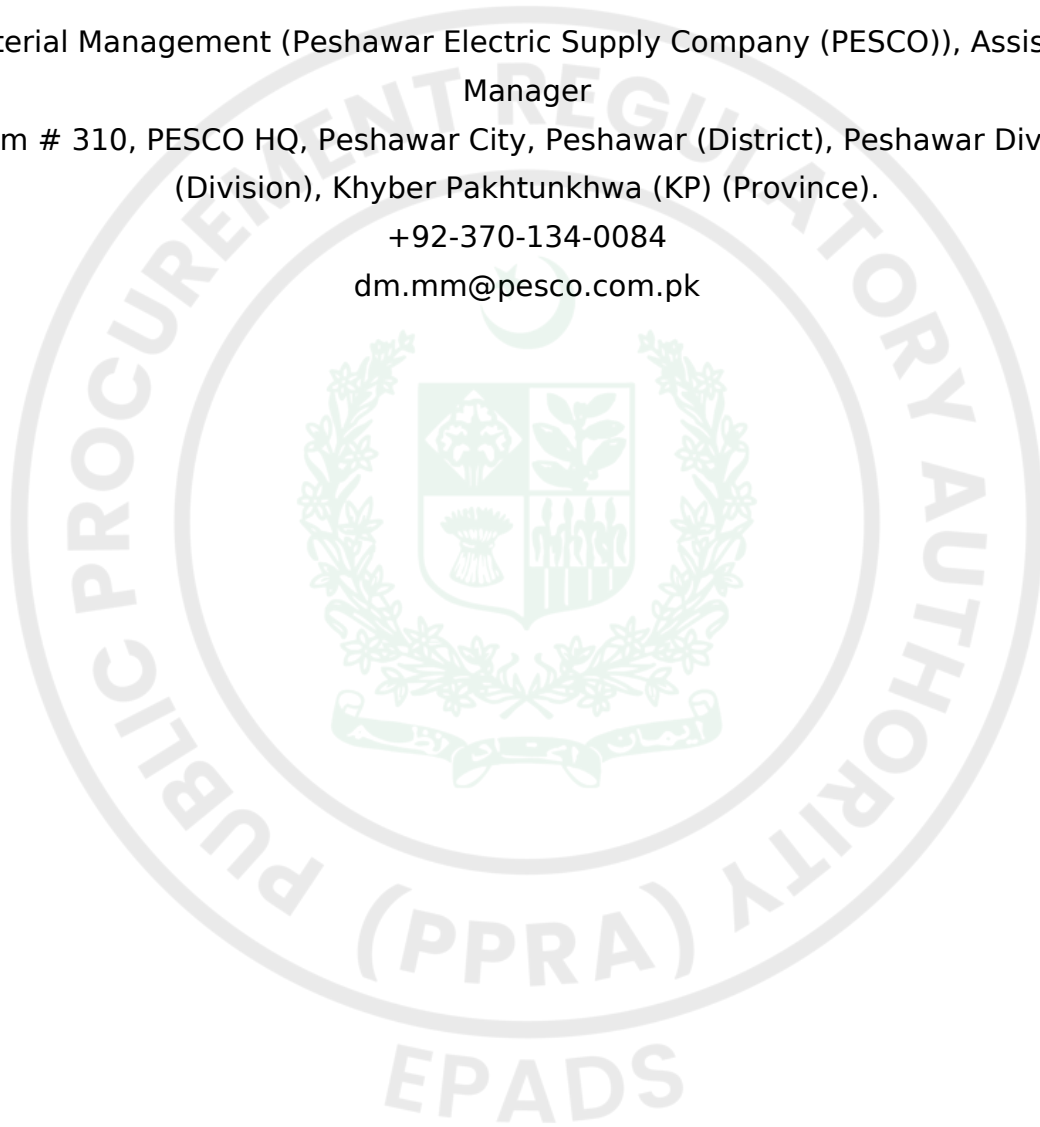 terial Management (Peshawar Electric Supply Company (PESCO)), Assis
Manager
m # 310, PESCO HQ, Peshawar City, Peshawar (District), Peshawar Div
(Division), Khyber Pakhtunkhwa (KP) (Province).
+92-370-134-0084
dm.mm@pesco.com.pk
PUBLIC PROCUREMENT REGULATORY AUTHORITY
(PPRA)
EPADS